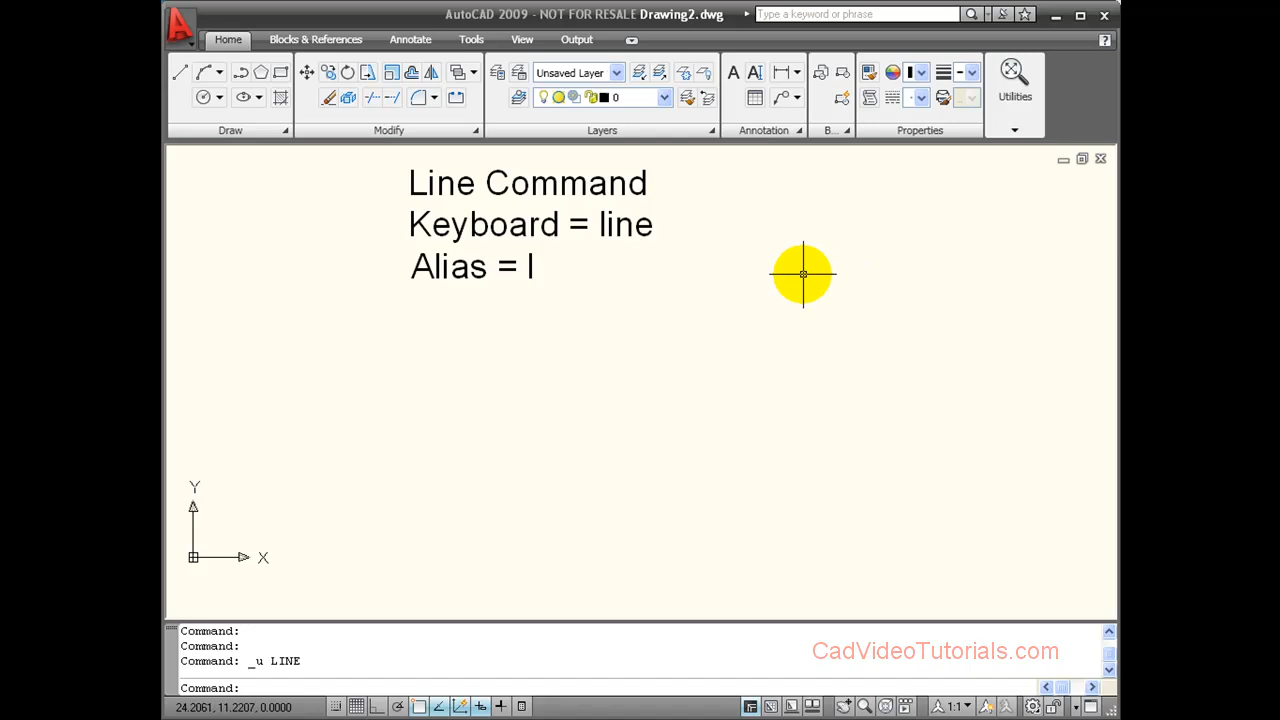 AutoCAD 2009 - NOT FOR RESALE Drawing2.dwg
Type a keyword or phrase
Home Blocks & References Annotate Tools View Output
Unsaved Layer
0
Utilities
Draw Modify Layers Annotation B... Properties
Line Command
Keyboard = line
Alias = l
Y
X
Command:
Command:
Command: _u LINE
CadVideoTutorials.com
Command:
24.2061, 11.2207, 0.0000
1:1